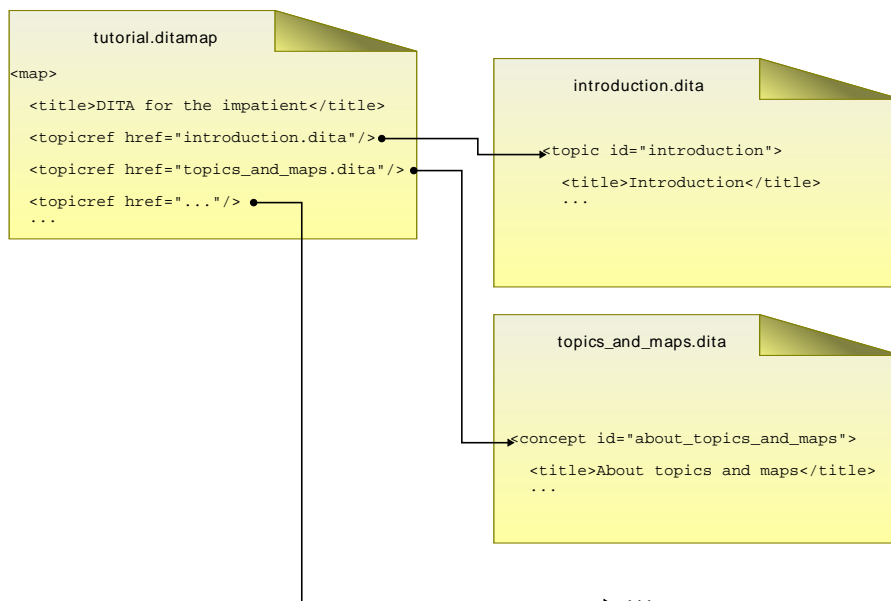 tutorial.ditamap
<map>
<title>DITA for the impatient</title>
<topicref href="introduction.dita"/>
<topicref href="topics_and_maps.dita"/>
<topicref href="..."/>
...
introduction.dita
<topic id="introduction">
<title>Introduction</title>
...
topics_and_maps.dita
<concept id="about_topics_and_maps">
<title>About topics and maps</title>
...